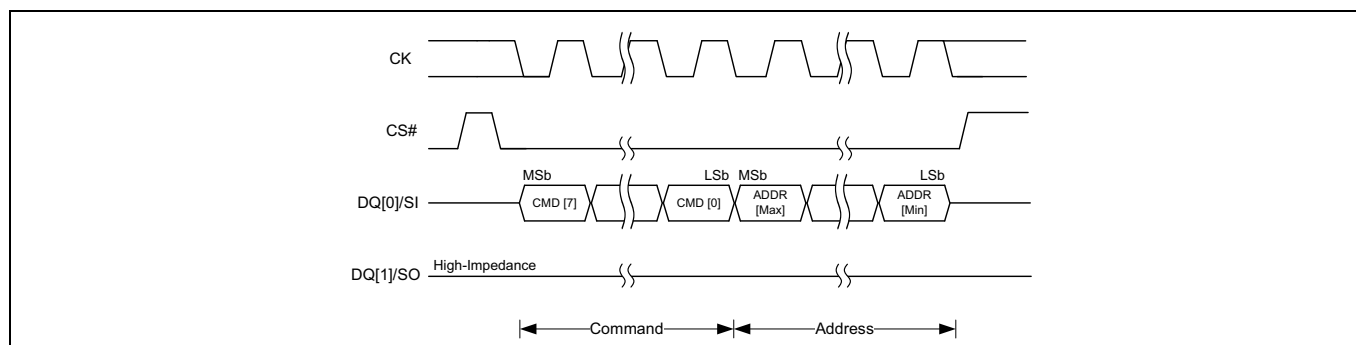 CK
CS#
MSb LSb MSb LSb
DQ[0]/SI CMD [7] CMD [0] ADDR [Max] ADDR [Min]
High-Impedance
DQ[1]/SO
Command Address